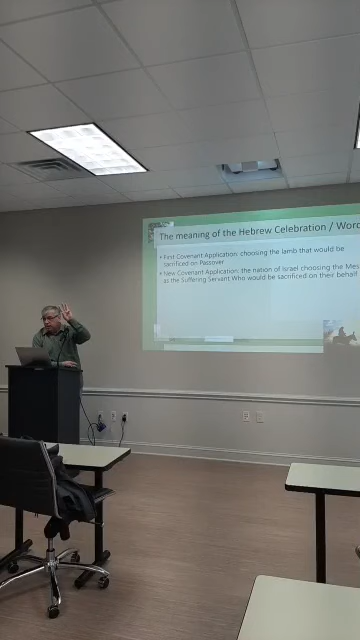 The meaning of the Hebrew Celebration / Word
• First Covenant Application: choosing the lamb that would be
sacrificed on Passover
• New Covenant Application: the nation of Israel choosing the Mes
as the Suffering Servant Who would be sacrificed on their behalf